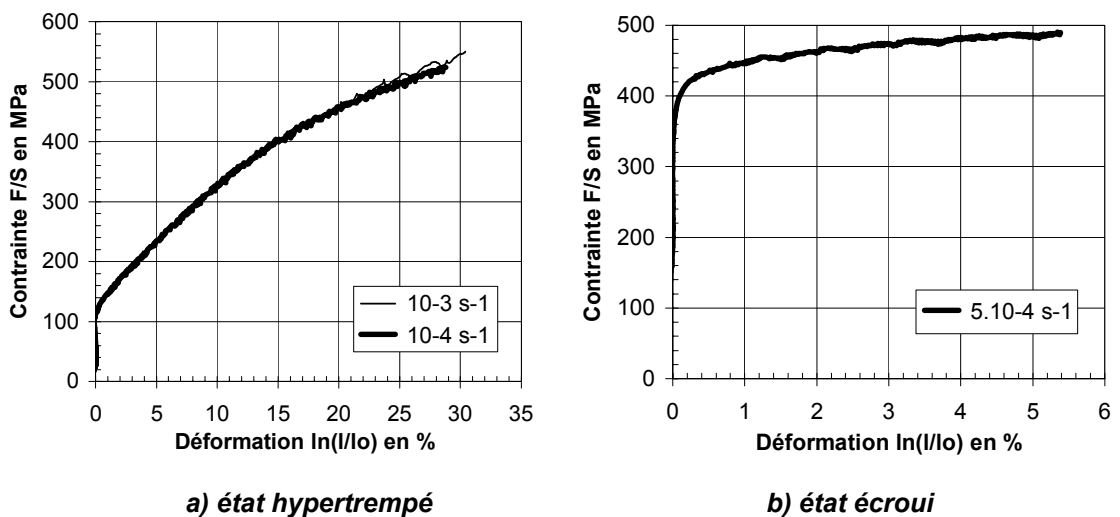 600
500
400
300
200
100
0
Contrainte F/S en MPa
10-3 s-1
10-4 s-1
0 5 10 15 20 25 30 35
Déformation ln(l/lo) en %
a) état hypertrempé
500
400
300
200
100
0
Contrainte F/S en MPa
5.10-4 s-1
0 1 2 3 4 5 6
Déformation ln(l/lo) en %
b) état écroui